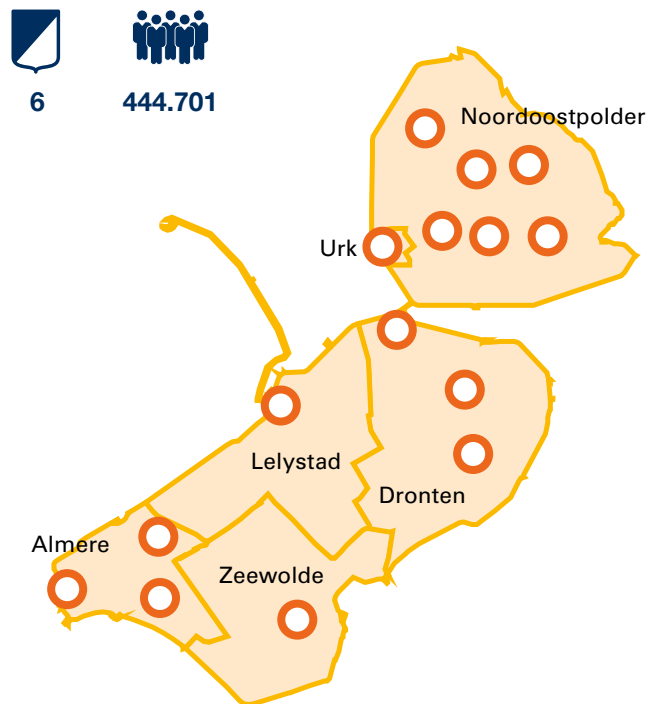 6
444.701
Noordoostpolder
Urk
Lelystad
Dronten
Almere
Zeewolde